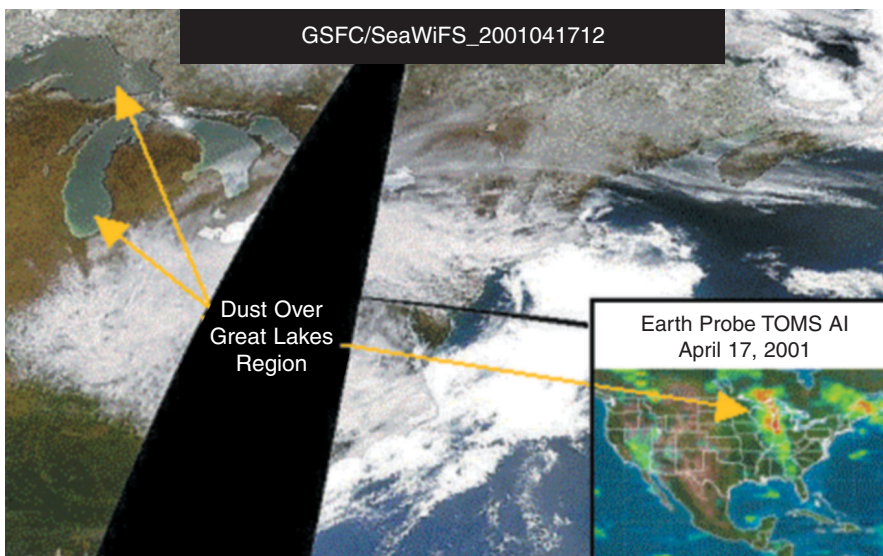 GSFC/SeaWiFS_2001041712
Dust Over
Great Lakes
Region
Earth Probe TOMS AI
April 17, 2001